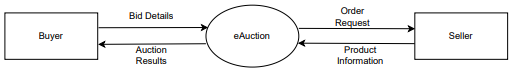 Bid Details
Order
Request
Buyer
eAuction
Seller
Auction
Results
Product
Information